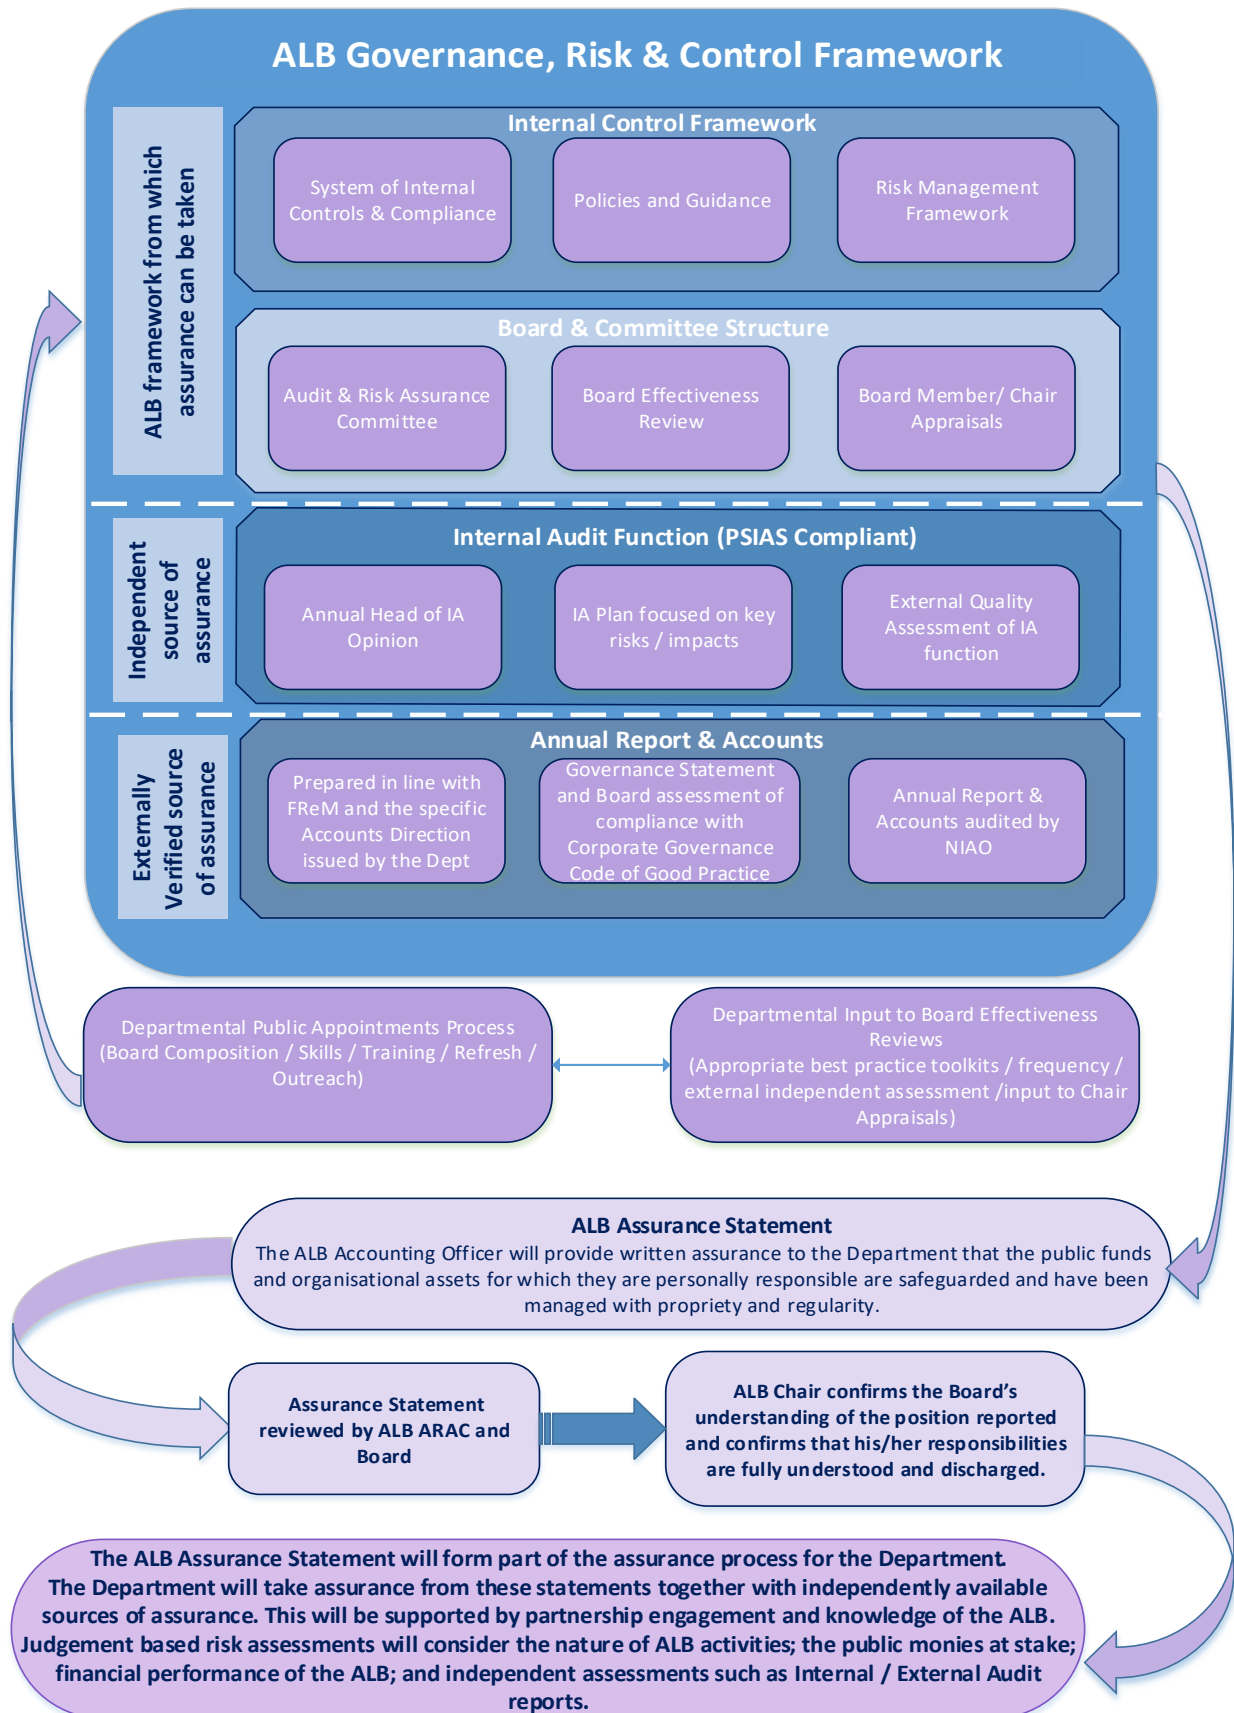 ALB Governance, Risk & Control Framework
ALB framework from which
assurance can be taken
Internal Control Framework
System of Internal
Controls & Compliance
Policies and Guidance
Risk Management
Framework
Board & Committee Structure
Audit & Risk Assurance
Committee
Board Effectiveness
Review
Board Member/ Chair
Appraisals
Independent
source of
assurance
Internal Audit Function (PSIAS Compliant)
Annual Head of IA
Opinion
IA Plan focused on key
risks / impacts
External Quality
Assessment of IA
function
Externally
Verified source
of assurance
Annual Report & Accounts
Prepared in line with
FReM and the specific
Accounts Direction
issued by the Dept
Governance Statement
and Board assessment of
compliance with
Corporate Governance
Code of Good Practice
Annual Report &
Accounts audited by
NIAO
Departmental Public Appointments Process
(Board Composition / Skills / Training / Refresh /
Outreach)
Departmental Input to Board Effectiveness
Reviews
(Appropriate best practice toolkits / frequency /
external independent assessment /input to Chair
Appraisals)
ALB Assurance Statement
The ALB Accounting Officer will provide written assurance to the Department that the public funds
and organisational assets for which they are personally responsible are safeguarded and have been
managed with propriety and regularity.
Assurance Statement
reviewed by ALB ARAC and
Board
ALB Chair confirms the Board's
understanding of the position reported
and confirms that his/her responsibilities
are fully understood and discharged.
The ALB Assurance Statement will form part of the assurance process for the Department.
The Department will take assurance from these statements together with independently available
sources of assurance. This will be supported by partnership engagement and knowledge of the ALB.
Judgement based risk assessments will consider the nature of ALB activities; the public monies at stake;
financial performance of the ALB; and independent assessments such as Internal / External Audit
reports.